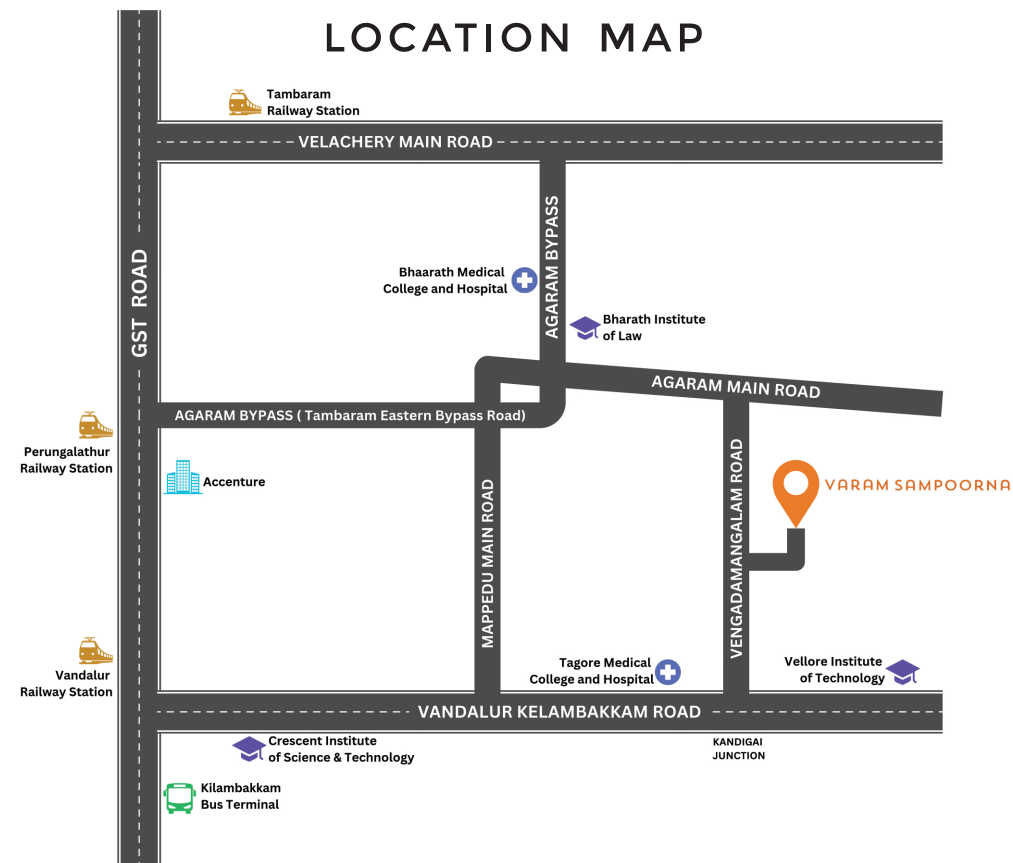 LOCATION MAP
Tambaram
Railway Station
VELACHERY MAIN ROAD
GST ROAD
AGARAM BYPASS
Bhaarath Medical
College and Hospital
Bharath Institute
of Law
AGARAM MAIN ROAD
AGARAM BYPASS ( Tambaram Eastern Bypass Road)
Perungalathur
Railway Station
Accenture
MAPPEDU MAIN ROAD
VENGADAMANGALAM ROAD
VARAM SAMPOORNA
Vandalur
Railway Station
Tagore Medical
College and Hospital
Vellore Institute
of Technology
VANDALUR KELAMBAKKAM ROAD
Crescent Institute
of Science & Technology
KANDIGAI
JUNCTION
Kilambakkam
Bus Terminal